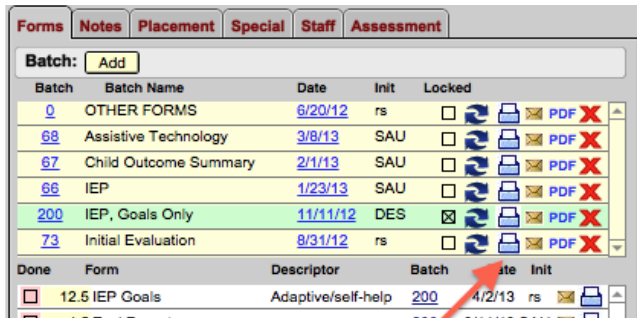 Forms Notes Placement Special Staff Assessment
Batch: Add
Batch Batch Name Date Init Locked
0 OTHER FORMS 6/20/12 rs PDF
68 Assistive Technology 3/8/13 SAU PDF
67 Child Outcome Summary 2/1/13 SAU PDF
66 IEP 1/23/13 SAU PDF
200 IEP, Goals Only 11/11/12 DES PDF
73 Initial Evaluation 8/31/12 rs PDF
Done Form Descriptor Batch Init
12.5 IEP Goals Adaptive/self-help 200 4/2/13 rs